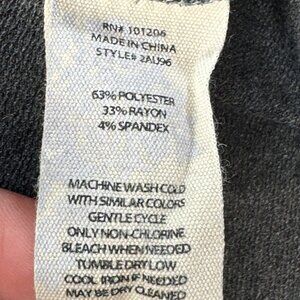 RN# 101206
MADE IN CHINA
STYLE# 2AU96
63% POLYESTER
33% RAYON
4% SPANDEX
MACHINE WASH COLD
WITH SIMILAR COLORS
GENTLE CYCLE
ONLY NON-CHLORINE
BLEACH WHEN NEEDED
TUMBLE DRY LOW
COOL IRON IF NEEDED
MAY BE DRY CLEANED